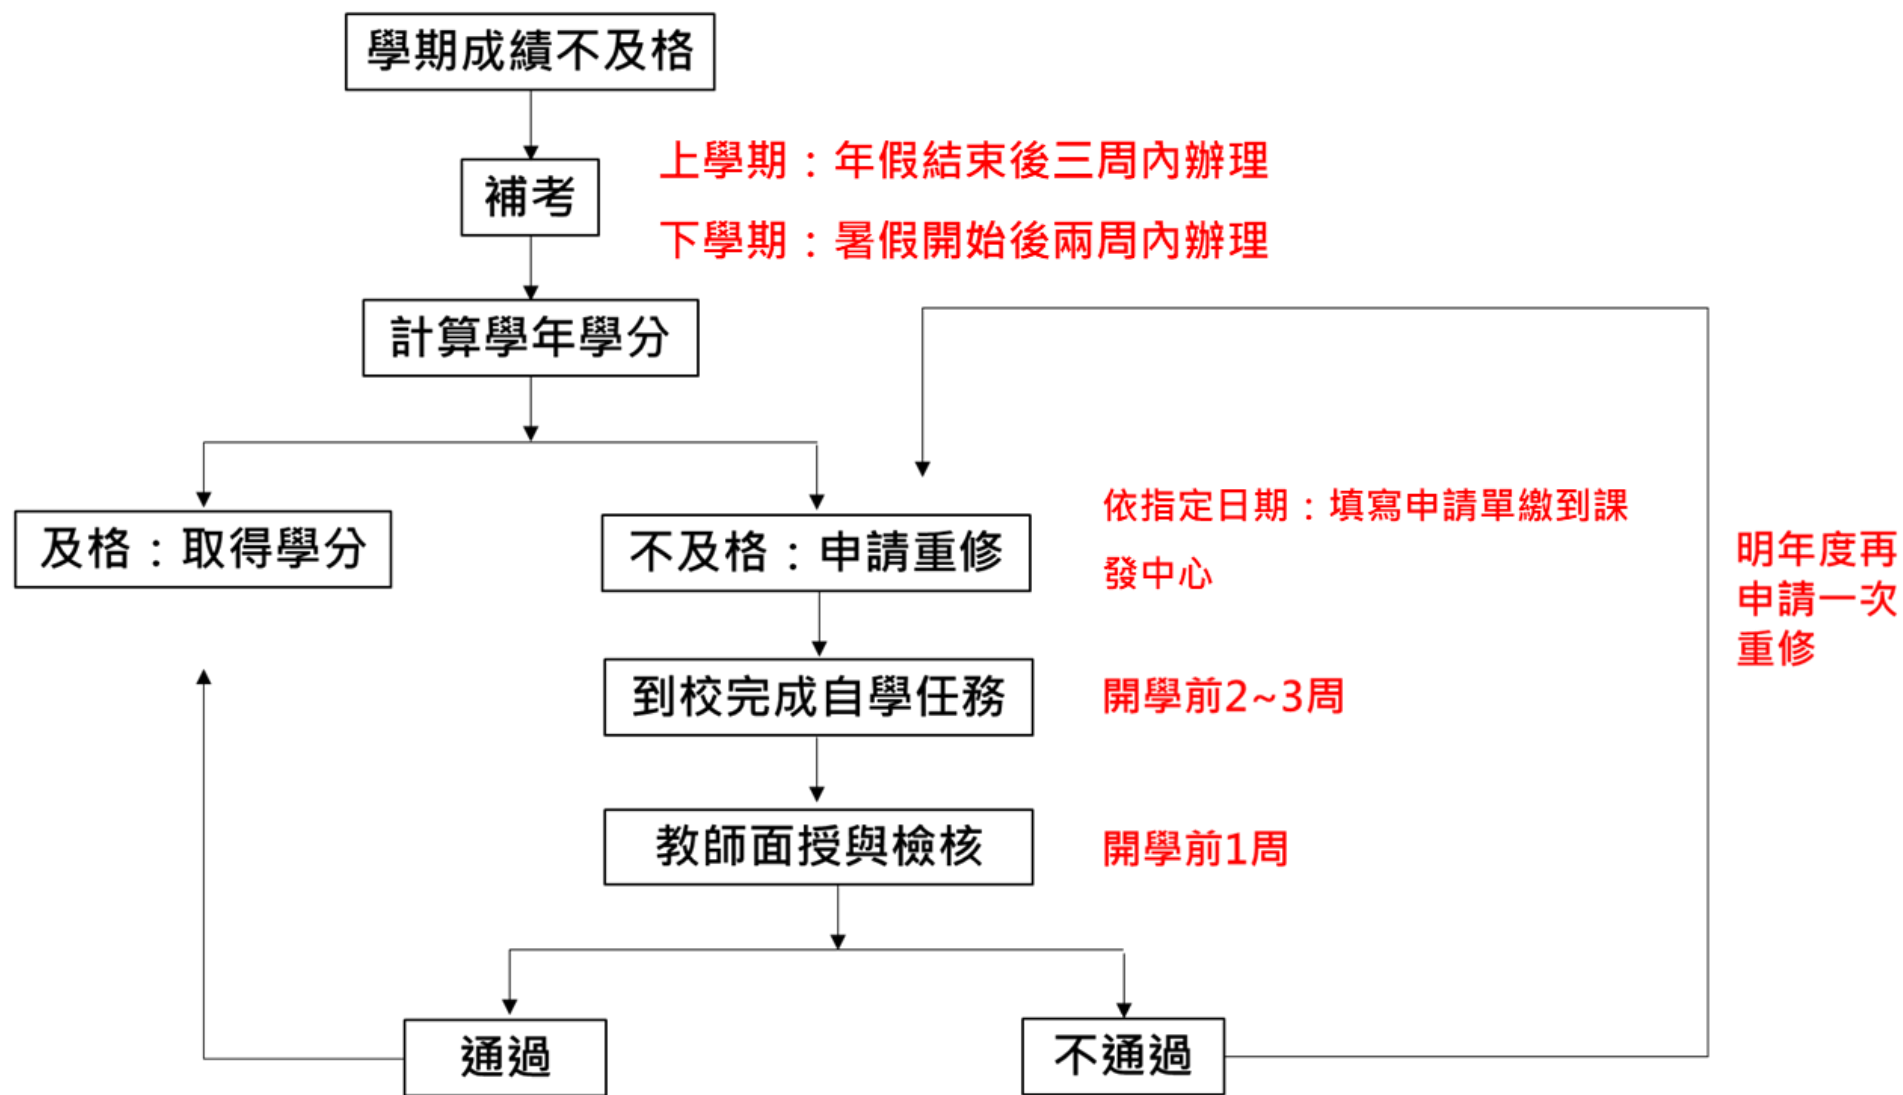 學期成績不及格
補考
上學期：年假結束後三周內辦理
下學期：暑假開始後兩周內辦理
計算學年學分
及格：取得學分
不及格：申請重修
依指定日期：填寫申請單繳到課
發中心
明年度再
申請一次
重修
到校完成自學任務
開學前2~3周
教師面授與檢核
開學前1周
通過
不通過